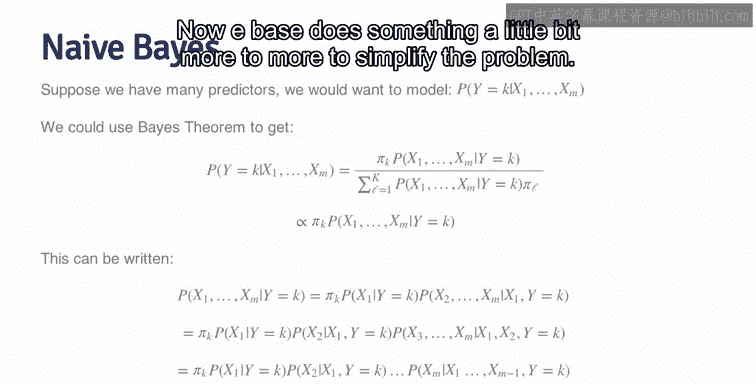 Now e base does something a little bit
more to more to simplify the problem.
Naive Bayes
Suppose we have many predictors, we would want to model: P(Y = k|X₁, … , Xₘ)
We could use Bayes Theorem to get:
P(Y = k|X₁, … , Xₘ) = πₖP(X₁, … , Xₘ|Y = k) / ∑ᴷ_ℓ₌₁ P(X₁, … , Xₘ|Y = k)π_ℓ
∝ πₖP(X₁, … , Xₘ|Y = k)
This can be written:
P(X₁, … , Xₘ|Y = k) = πₖP(X₁|Y = k)P(X₂, … , Xₘ|X₁, Y = k)
= πₖP(X₁|Y = k)P(X₂|X₁, Y = k)P(X₃, … , Xₘ|X₁, X₂, Y = k)
= πₖP(X₁|Y = k)P(X₂|X₁, Y = k) … P(Xₘ|X₁ … , Xₘ₋₁, Y = k)